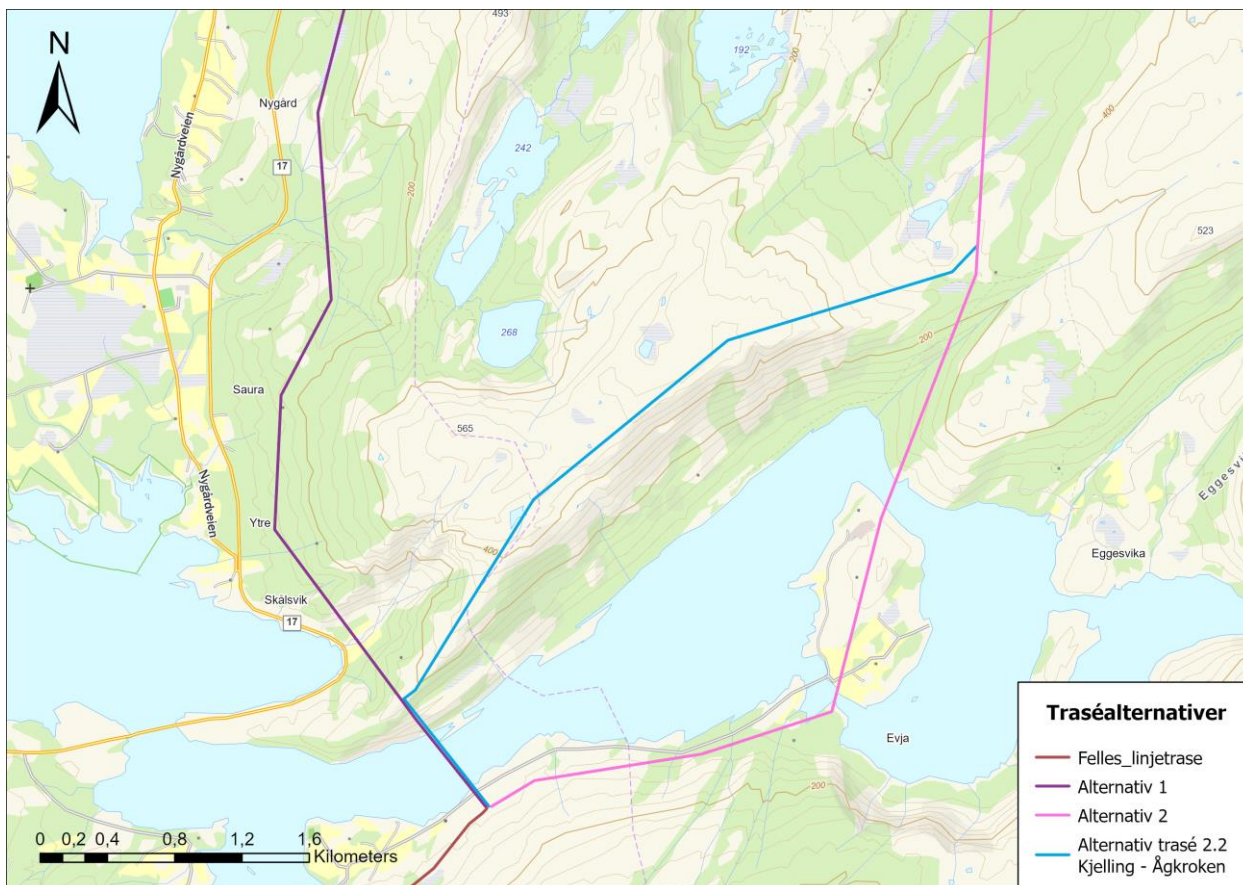 493
N
192
200
400
Nygård
Nygårdveien
242
17
200
523
268
200
Saura
565
Nygårdveien
Ytre
400
Eggesvika
Skålsvik
17
Evja
200
Traséalternativer
Felles_linjetrase
Alternativ 1
Alternativ 2
Alternativ trasé 2.2
Kjelling - Ågkroken
0 0,2 0,4 0,8 1,2 1,6
Kilometers